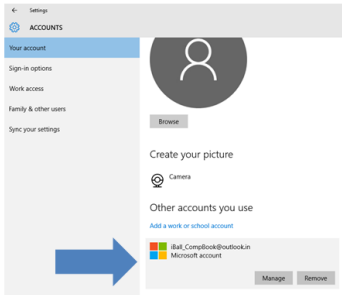 Settings
ACCOUNTS
Your account
Sign-in options
Work access
Family & other users
Sync your settings
Browse
Create your picture
Camera
Other accounts you use
Add a work or school account
iBall_CompBook@outlook.in
Microsoft account
Manage Remove